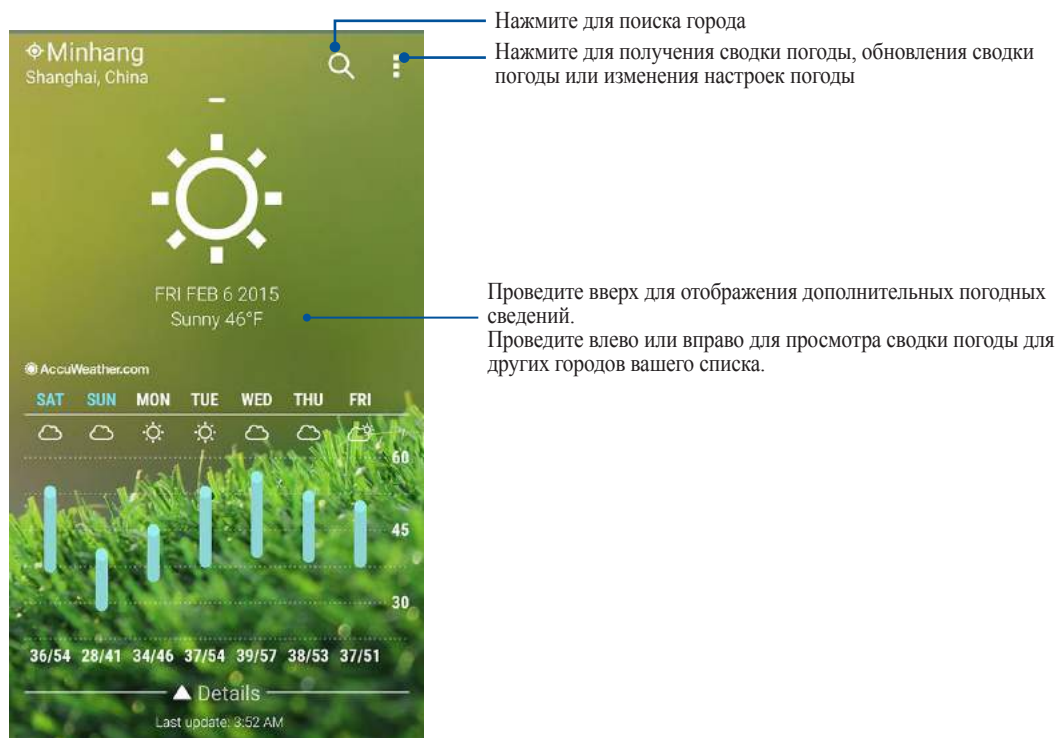 Нажмите для поиска города
Нажмите для получения сводки погоды, обновления сводки
погоды или изменения настроек погоды
Minhang
Shanghai, China
FRI FEB 6 2015
Sunny 46°F
Проведите вверх для отображения дополнительных погодных
сведений.
Проведите влево или вправо для просмотра сводки погоды для
других городов вашего списка.
AccuWeather.com
SAT SUN MON TUE WED THU FRI
60
45
30
36/54 28/41 34/46 37/54 39/57 38/53 37/51
Details
Last update: 3:52 AM